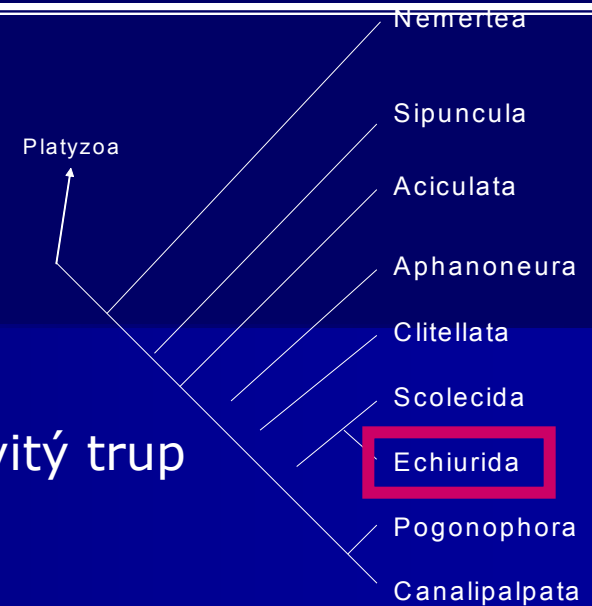 Nemertea
Sipuncula
Platyzoa
Aciculata
Aphanoneura
Clitellata
Scolecida
vitý trup
Echiurida
Pogonophora
Canalipalpata